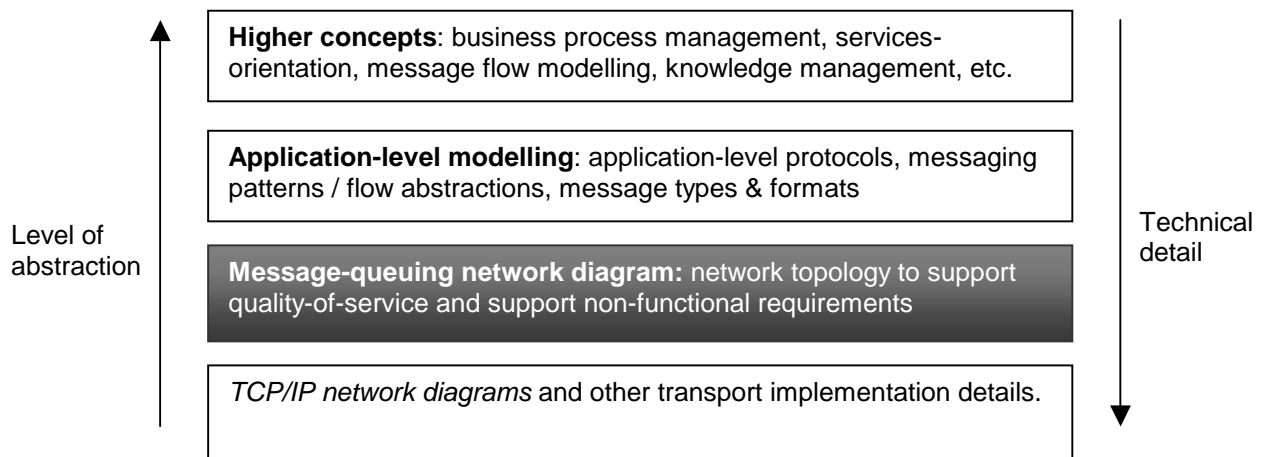 Higher concepts: business process management, services-
orientation, message flow modelling, knowledge management, etc.
Application-level modelling: application-level protocols, messaging
patterns / flow abstractions, message types & formats
Level of
abstraction
Technical
detail
Message-queuing network diagram: network topology to support
quality-of-service and support non-functional requirements
TCP/IP network diagrams and other transport implementation details.